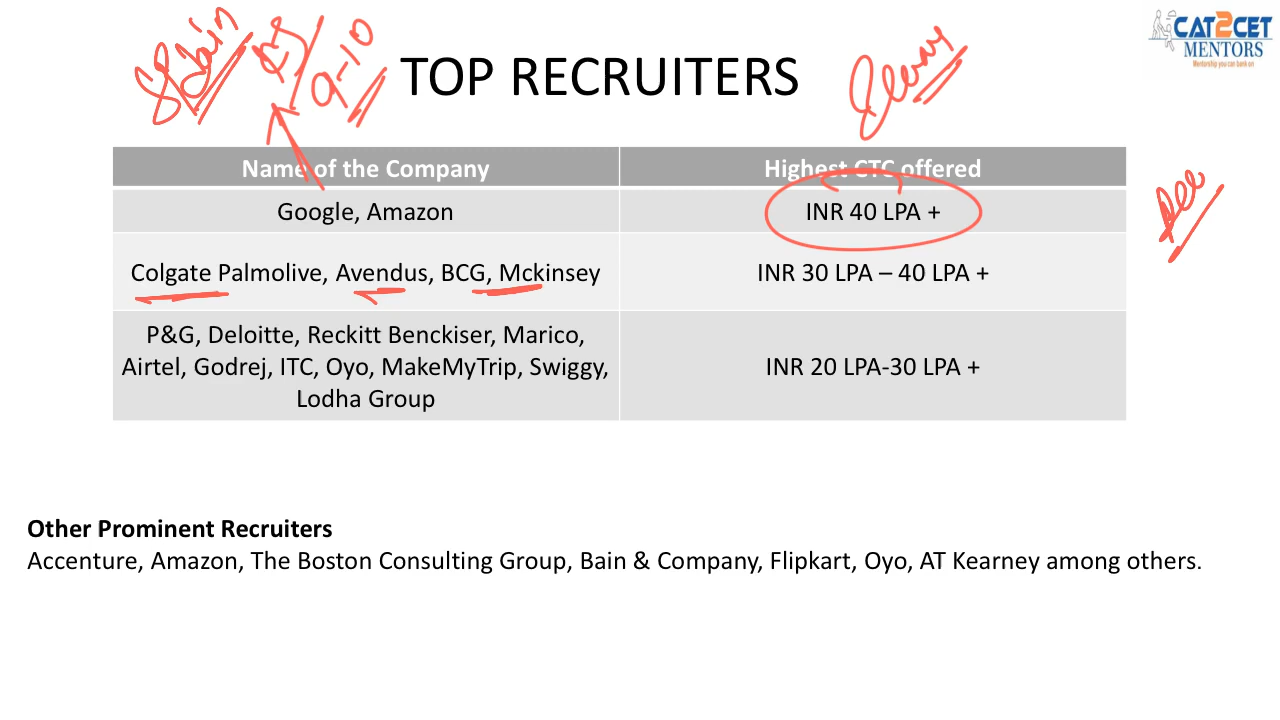 CAT2CET
MENTORS
Mentorship you can bank on
9-10
TOP RECRUITERS
Name of the Company
Highest CTC offered
Google, Amazon
INR 40 LPA +
Colgate Palmolive, Avendus, BCG, Mckinsey
INR 30 LPA – 40 LPA +
P&G, Deloitte, Reckitt Benckiser, Marico,
Airtel, Godrej, ITC, Oyo, MakeMyTrip, Swiggy,
Lodha Group
INR 20 LPA-30 LPA +
Other Prominent Recruiters
Accenture, Amazon, The Boston Consulting Group, Bain & Company, Flipkart, Oyo, AT Kearney among others.